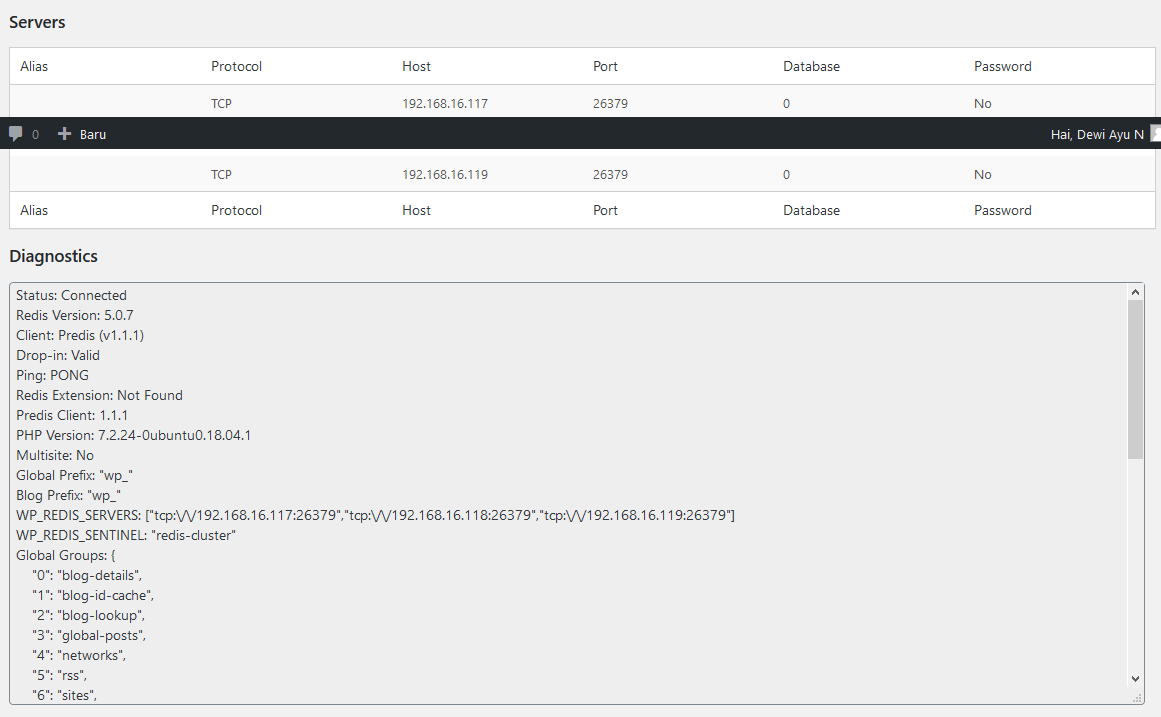 Servers
Alias Protocol Host Port Database Password
TCP 192.168.16.117 26379 0 No
0 Baru Hai, Dewi Ayu N
TCP 192.168.16.119 26379 0 No
Alias Protocol Host Port Database Password
Diagnostics
Status: Connected
Redis Version: 5.0.7
Client: Predis (v1.1.1)
Drop-in: Valid
Ping: PONG
Redis Extension: Not Found
Predis Client: 1.1.1
PHP Version: 7.2.24-0ubuntu0.18.04.1
Multisite: No
Global Prefix: "wp_"
Blog Prefix: "wp_"
WP_REDIS_SERVERS: ["tcp:\/\/192.168.16.117:26379","tcp:\/\/192.168.16.118:26379","tcp:\/\/192.168.16.119:26379"]
WP_REDIS_SENTINEL: "redis-cluster"
Global Groups: {
"0": "blog-details",
"1": "blog-id-cache",
"2": "blog-lookup",
"3": "global-posts",
"4": "networks",
"5": "rss",
"6": "sites",